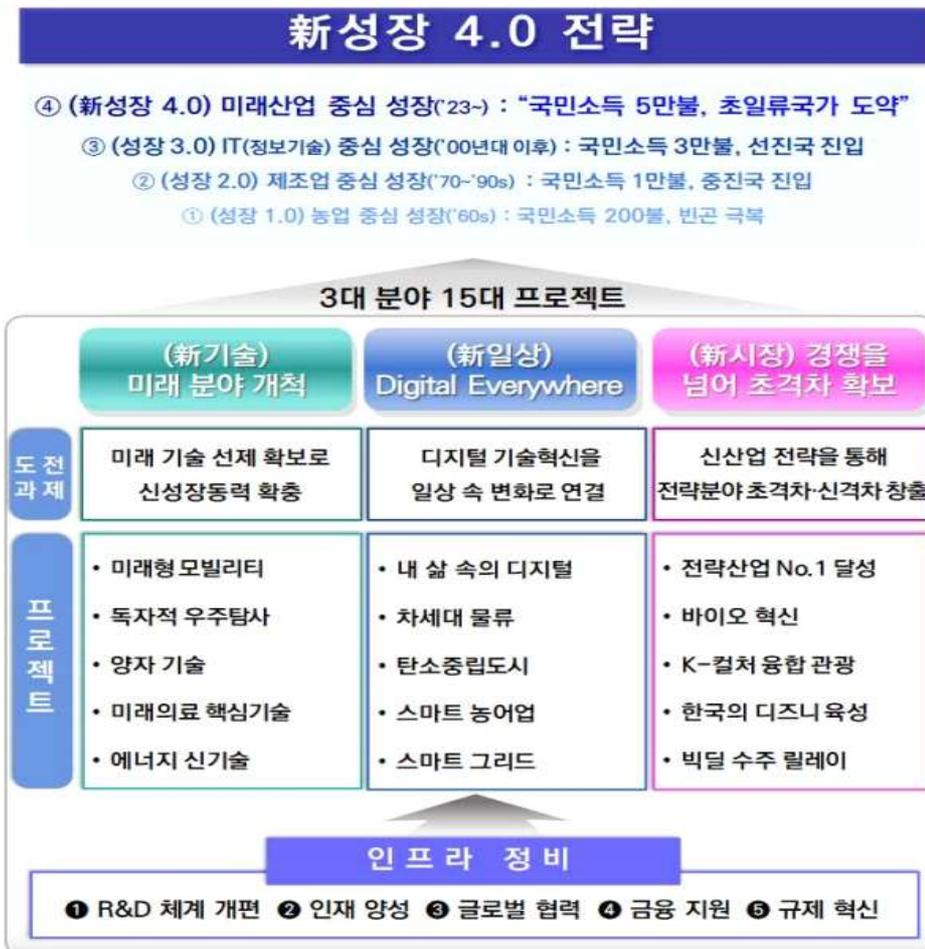 新성장 4.0 전략
④ (新성장 4.0) 미래산업 중심 성장('23~) : “국민소득 5만불, 초일류국가 도약”
③ (성장 3.0) IT(정보기술) 중심 성장('00년대 이후) : 국민소득 3만불, 선진국 진입
② (성장 2.0) 제조업 중심 성장('70~'90s) : 국민소득 1만불, 중진국 진입
① (성장 1.0) 농업 중심 성장('60s) : 국민소득 200불, 빈곤 극복
3대 분야 15대 프로젝트
(新기술)
미래 분야 개척
(新일상)
Digital Everywhere
(新시장) 경쟁을
넘어 초격차 확보
도전
과제
미래 기술 선제 확보로
신성장동력 확충
디지털 기술혁신을
일상 속 변화로 연결
신산업 전략을 통해
전략분야 초격차·신격차 창출
프로젝트
• 미래형 모빌리티
• 독자적 우주탐사
• 양자 기술
• 미래의료 핵심기술
• 에너지 신기술
• 내 삶 속의 디지털
• 차세대 물류
• 탄소중립도시
• 스마트 농어업
• 스마트 그리드
• 전략산업 No.1 달성
• 바이오 혁신
• K-컬처 융합 관광
• 한국의 디즈니 육성
• 빅딜 수주 릴레이
인프라 정비
❶ R&D 체계 개편 ❷ 인재 양성 ❸ 글로벌 협력 ❹ 금융 지원 ❺ 규제 혁신